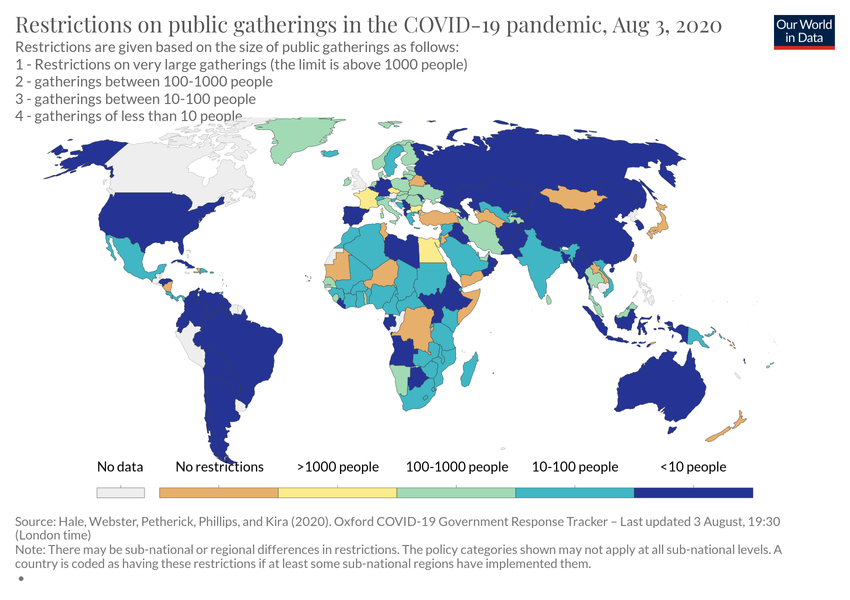 Restrictions on public gatherings in the COVID-19 pandemic, Aug 3, 2020
Our World
in Data
Restrictions are given based on the size of public gatherings as follows:
1 - Restrictions on very large gatherings (the limit is above 1000 people)
2 - gatherings between 100-1000 people
3 - gatherings between 10-100 people
4 - gatherings of less than 10 people
No data
No restrictions
>1000 people
100-1000 people
10-100 people
<10 people
Source: Hale, Webster, Petherick, Phillips, and Kira (2020). Oxford COVID-19 Government Response Tracker – Last updated 3 August, 19:30
(London time)
Note: There may be sub-national or regional differences in restrictions. The policy categories shown may not apply at all sub-national levels. A
country is coded as having these restrictions if at least some sub-national regions have implemented them.